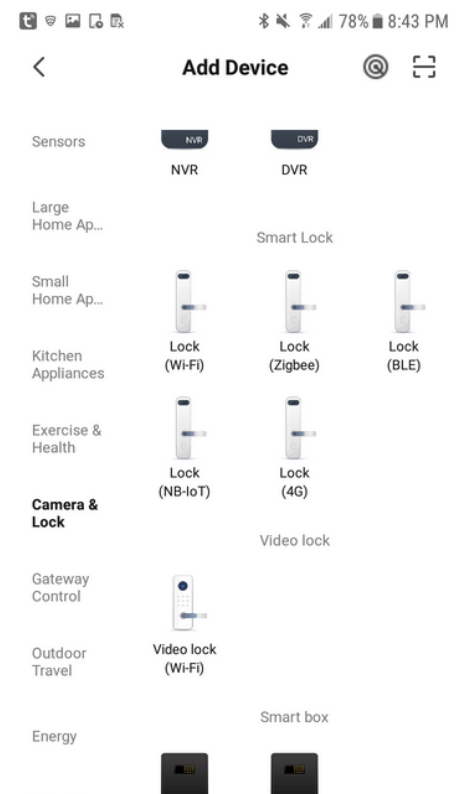 78% 8:43 PM
Add Device
Sensors
NVR
DVR
NVR
DVR
Large
Home Ap...
Smart Lock
Small
Home Ap...
Lock
(Wi-Fi)
Lock
(Zigbee)
Lock
(BLE)
Kitchen
Appliances
Exercise &
Health
Lock
(NB-IoT)
Lock
(4G)
Camera &
Lock
Video lock
Gateway
Control
Video lock
(Wi-Fi)
Outdoor
Travel
Smart box
Energy